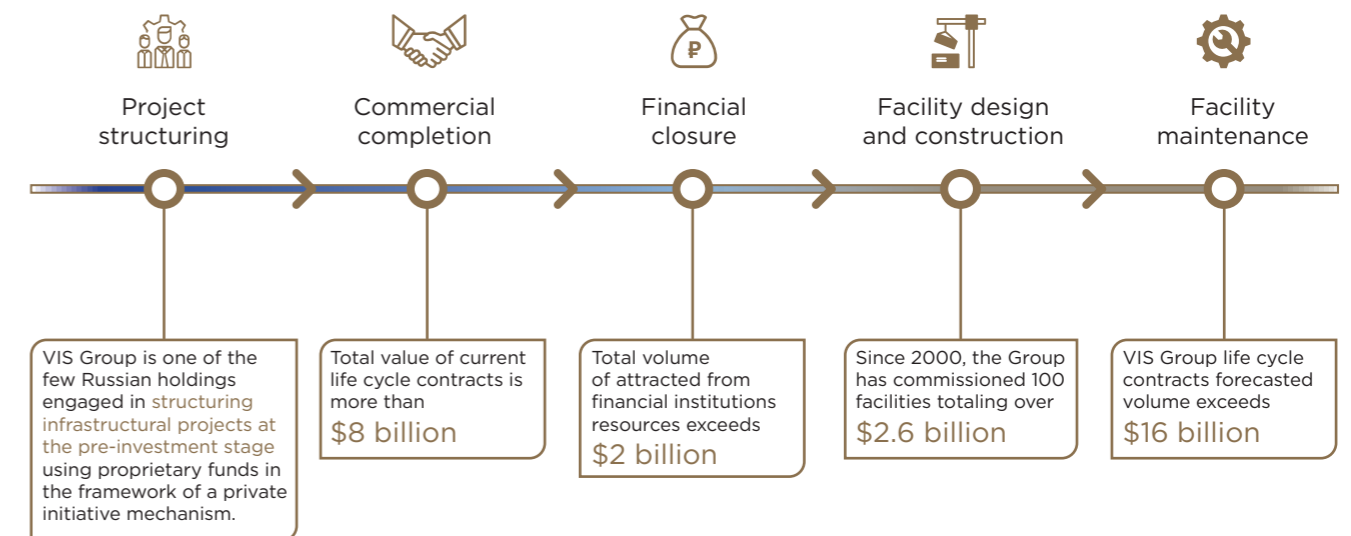 ₽
Project
structuring
Commercial
completion
Financial
closure
Facility design
and construction
Facility
maintenance
VIS Group is one of the
few Russian holdings
engaged in structuring
infrastructural projects at
the pre-investment stage
using proprietary funds in
the framework of a private
initiative mechanism.
Total value of current
life cycle contracts is
more than
$8 billion
Total volume
of attracted from
financial institutions
resources exceeds
$2 billion
Since 2000, the Group
has commissioned 100
facilities totaling over
$2.6 billion
VIS Group life cycle
contracts forecasted
volume exceeds
$16 billion